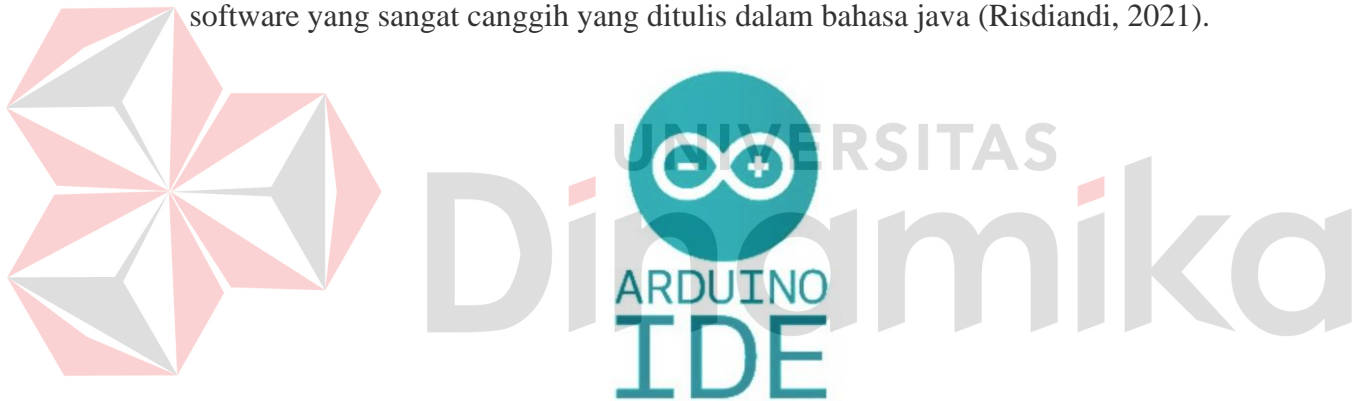 software yang sangat canggih yang ditulis dalam bahasa java (Risdiandi, 2021).
UNIVERSITAS
Dinamika
ARDUINO
IDE